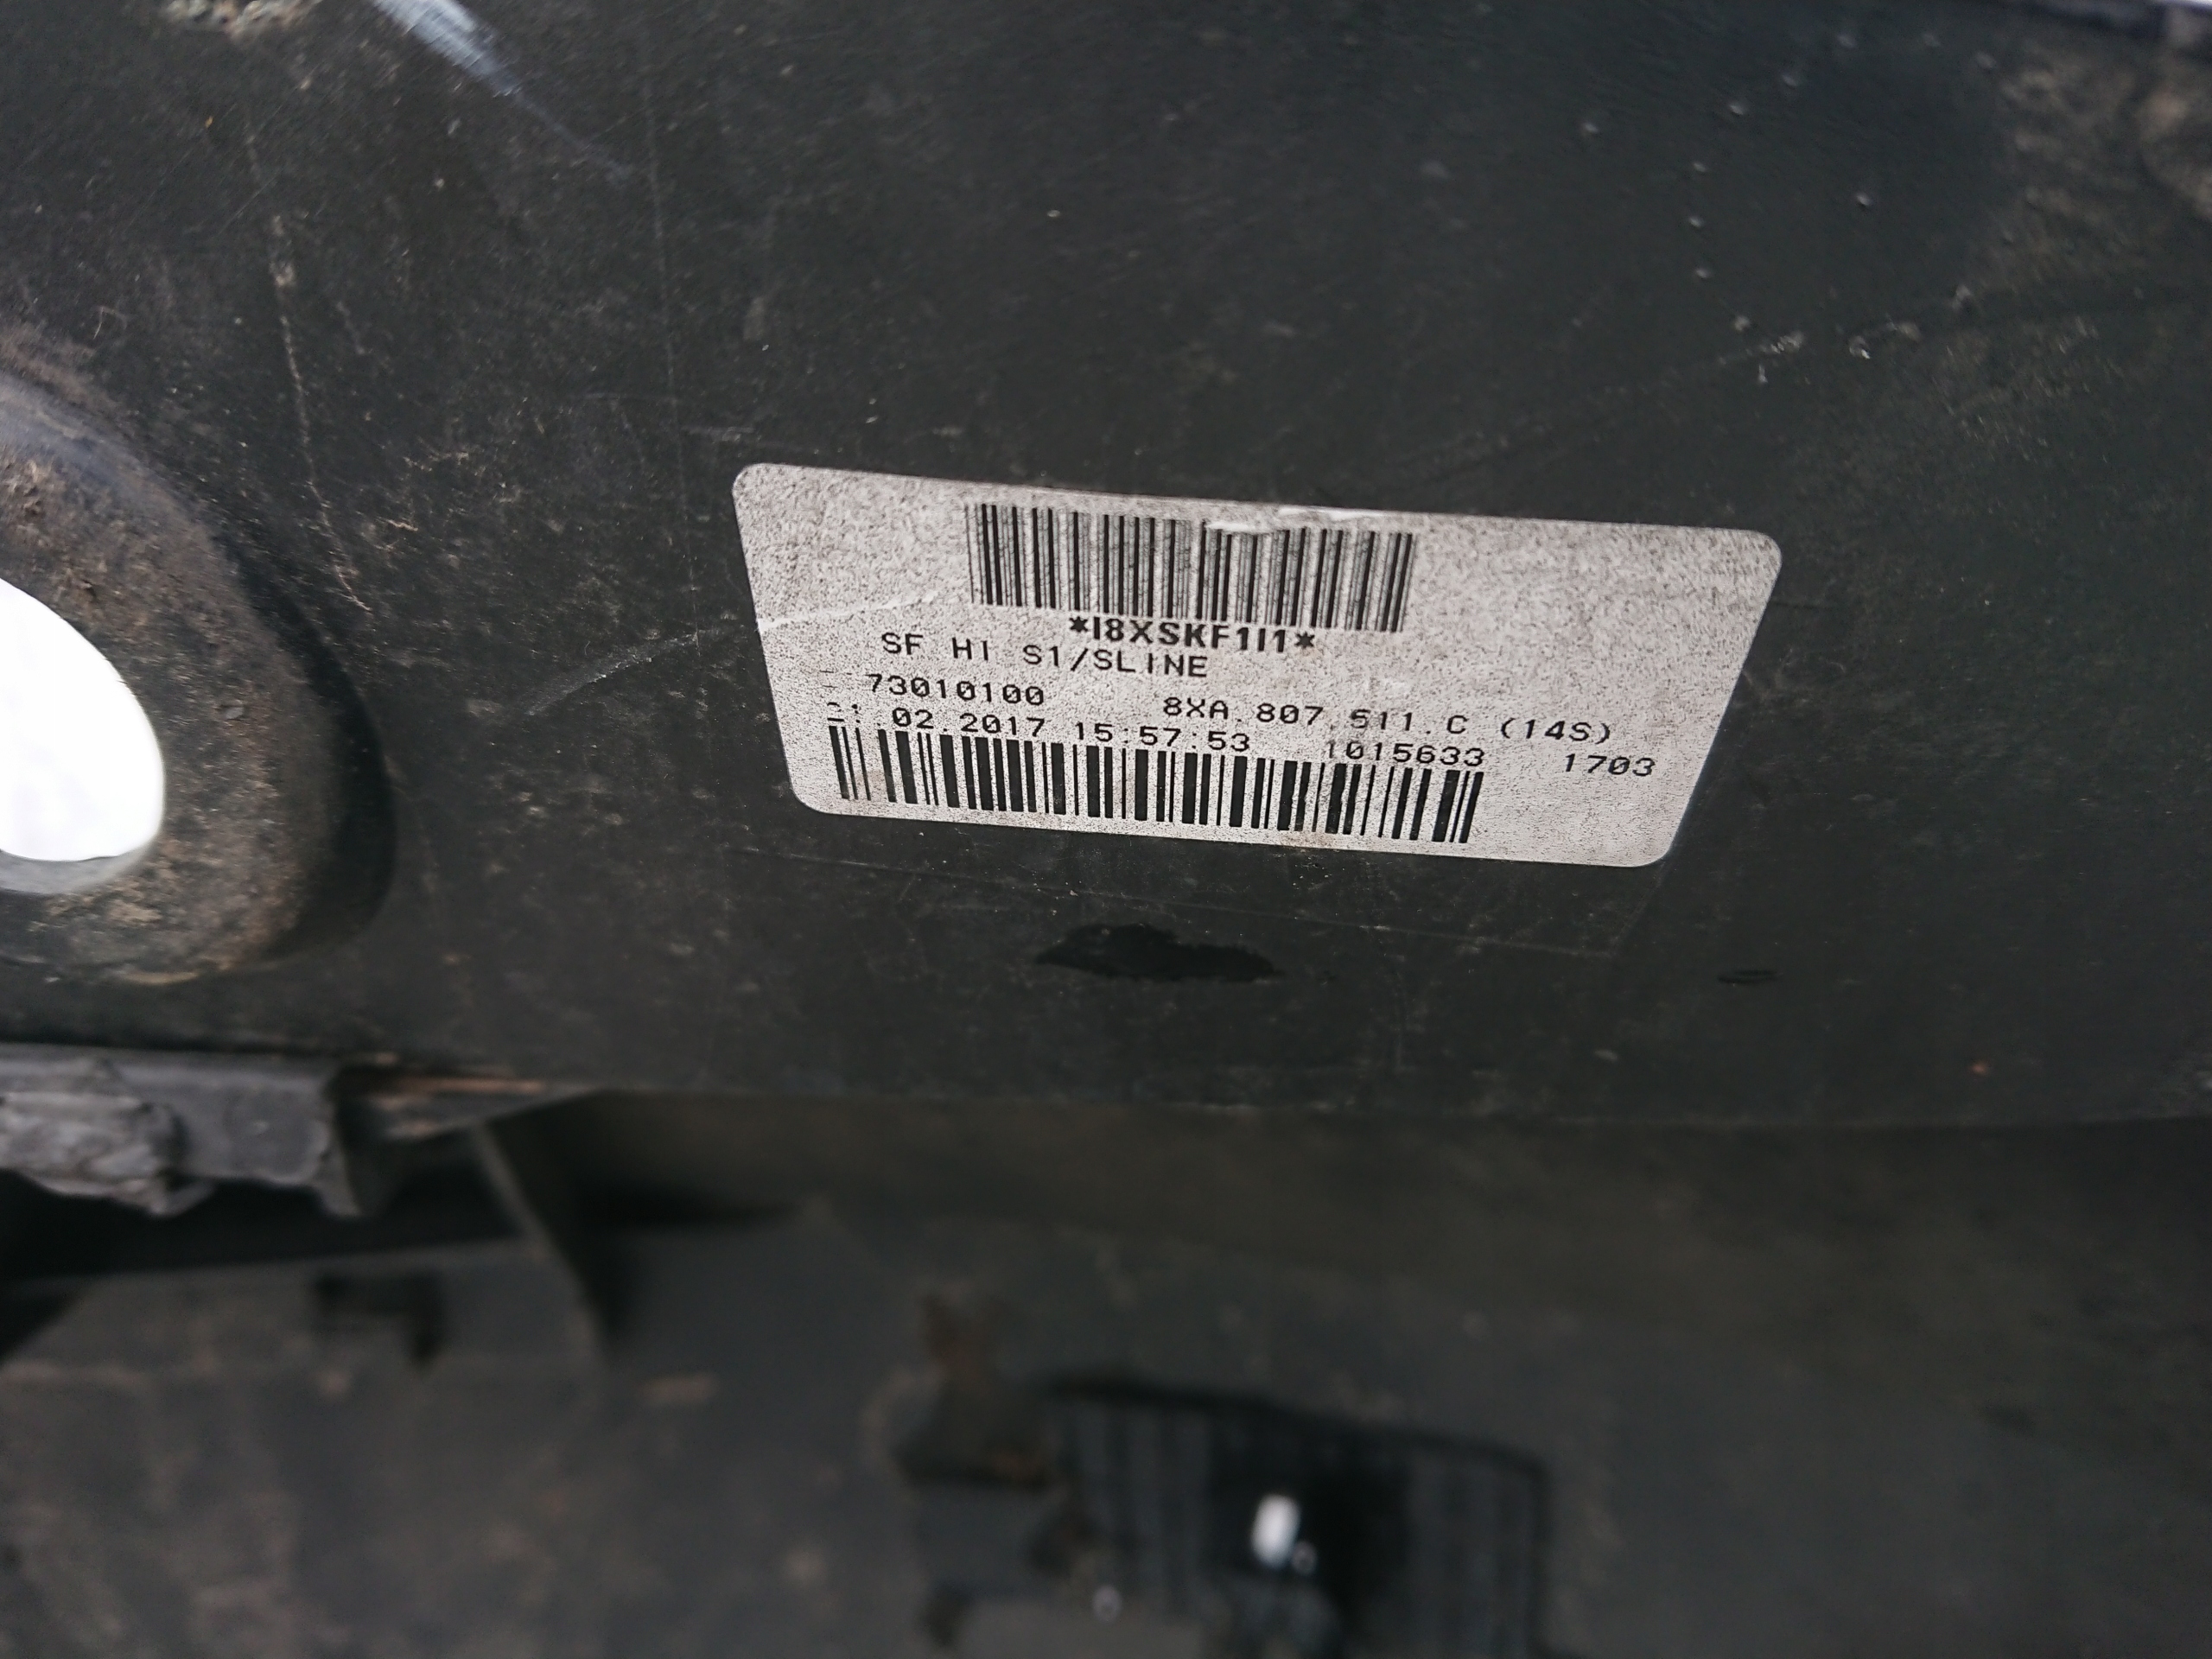 *I8XSKF1I1*
SF HI S1/SLINE
73010100 8XA.807.511.C (14S)
.02.2017 15:57:53 1015633 1703